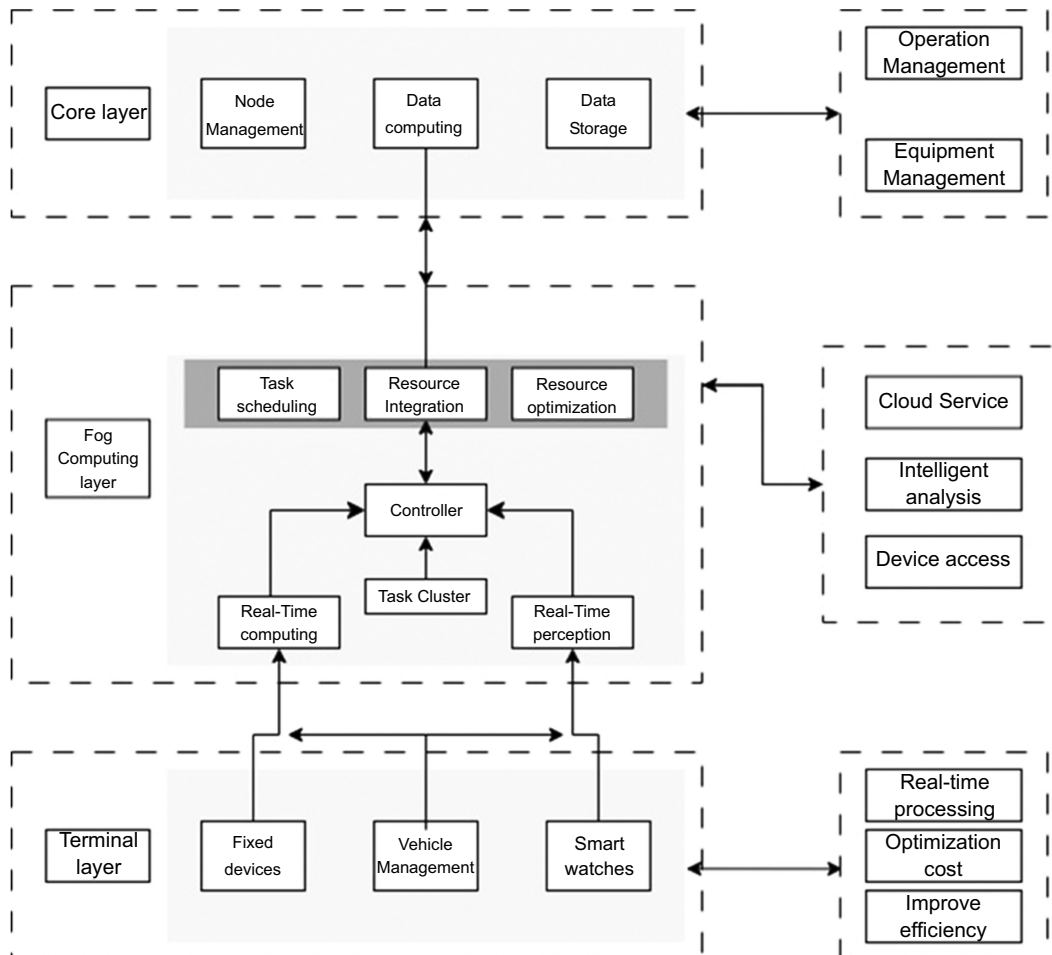 Core layer
Node
Management
Data
computing
Data
Storage
Operation
Management
Equipment
Management
Fog
Computing
layer
Task
scheduling
Resource
Integration
Resource
optimization
Controller
Task Cluster
Real-Time
computing
Real-Time
perception
Cloud Service
Intelligent
analysis
Device access
Terminal
layer
Fixed
devices
Vehicle
Management
Smart
watches
Real-time
processing
Optimization
cost
Improve
efficiency